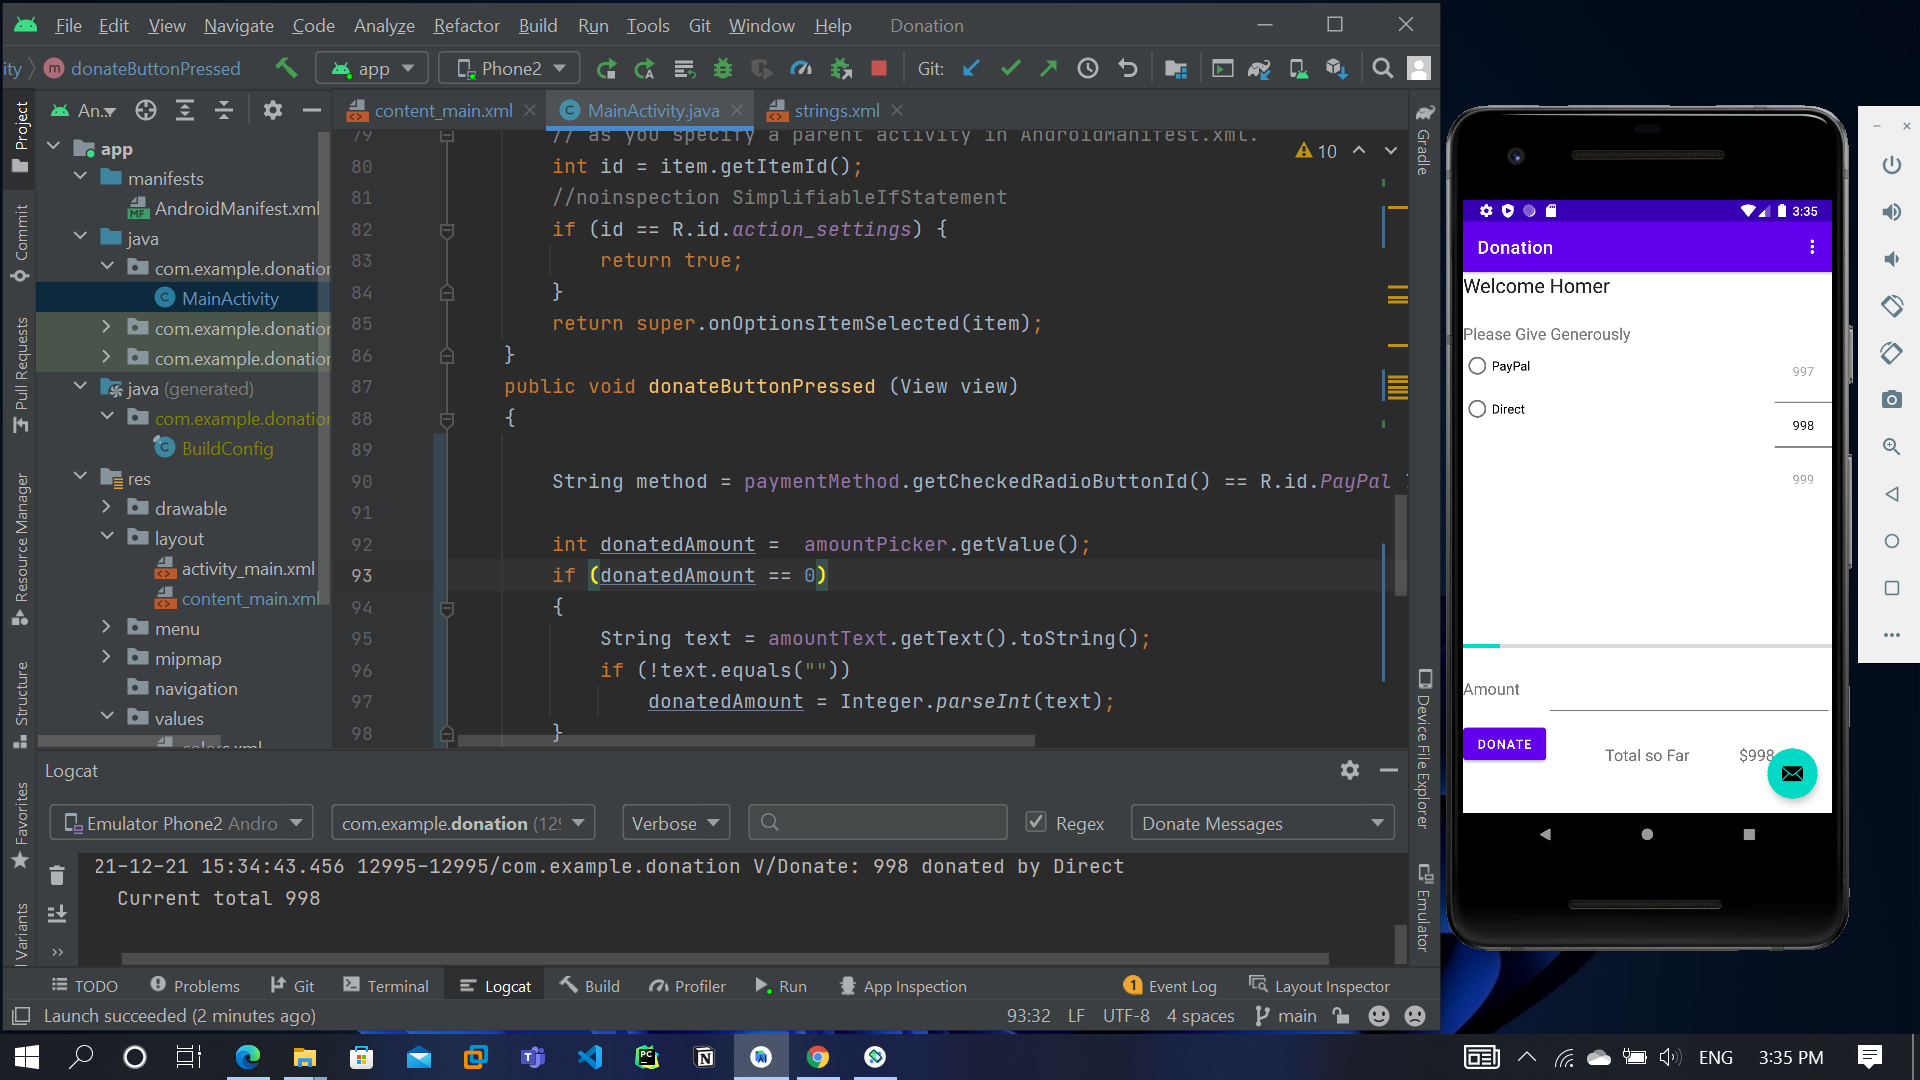 File Edit View Navigate Code Analyze Refactor Build Run Tools Git Window Help Donation
ity donateButtonPressed app Phone2 Git:
An... content_main.xml MainActivity.java strings.xml
Project
Commit
Pull Requests
Resource Manager
Structure
Favorites
Variants
app
manifests
AndroidManifest.xml
java
com.example.donation
MainActivity
com.example.donation
com.example.donation
java (generated)
com.example.donation
BuildConfig
res
drawable
layout
activity_main.xml
content_main.xml
menu
mipmap
navigation
values
colors.xml
79 // as you specify a parent activity in AndroidManifest.xml.
10
80 int id = item.getItemId();
81 //noinspection SimplifiableIfStatement
82 if (id == R.id.action_settings) {
83 return true;
84 }
85 return super.onOptionsItemSelected(item);
86 }
87 public void donateButtonPressed (View view)
88 {
89
90 String method = paymentMethod.getCheckedRadioButtonId() == R.id.PayPal ?
91
92 int donatedAmount = amountPicker.getValue();
93 if (donatedAmount == 0)
94 {
95 String text = amountText.getText().toString();
96 if (!text.equals(""))
97 donatedAmount = Integer.parseInt(text);
98 }
Gradle
Device File Explorer
Emulator
Logcat
Emulator Phone2 Andro com.example.donation (129 Verbose Regex Donate Messages
21-12-21 15:34:43.456 12995-12995/com.example.donation V/Donate: 998 donated by Direct
Current total 998
TODO Problems Git Terminal Logcat Build Profiler Run App Inspection 1 Event Log Layout Inspector
Launch succeeded (2 minutes ago) 93:32 LF UTF-8 4 spaces main
3:35
Donation
Welcome Homer
Please Give Generously
PayPal
997
Direct
998
999
Amount
DONATE Total so Far $998
ENG 3:35 PM